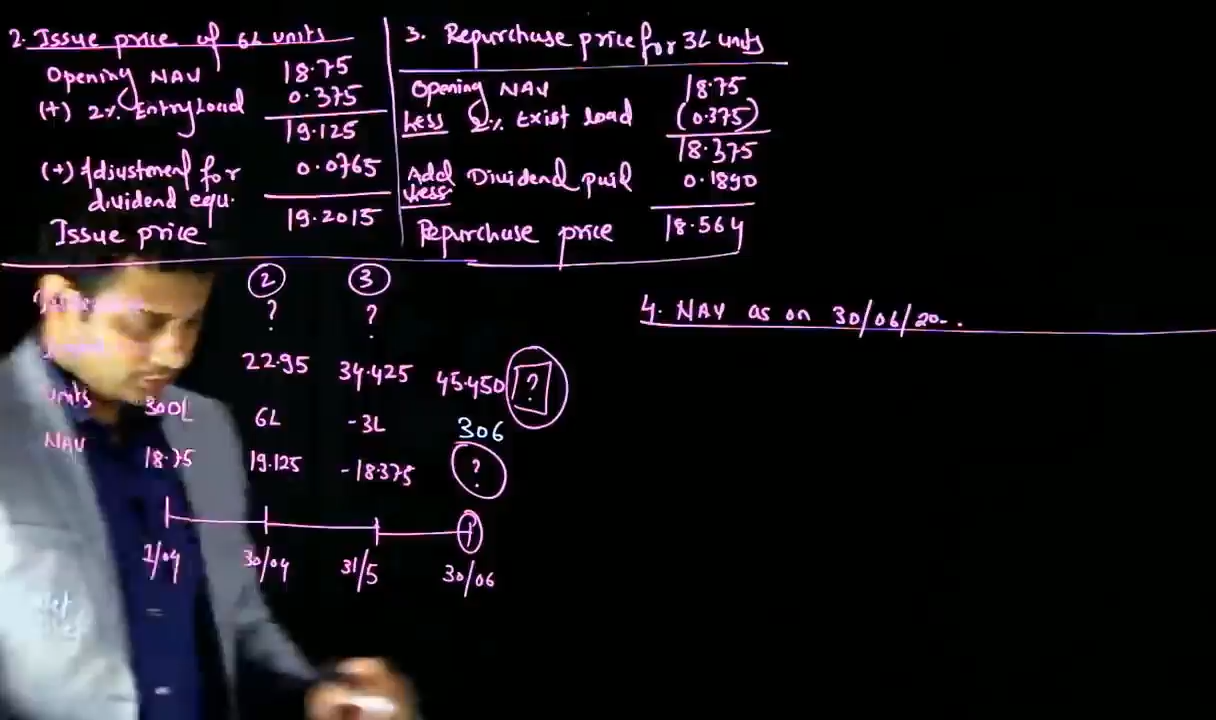 2. Issue price of 6L units
Opening NAV 18.75
(+) 2% Entry Load 0.375
19.125
(+) Adjustment for dividend equ. 0.0765
Issue price 19.2015
3. Repurchase price for 3L units
Opening NAV 18.75
Less 2% Exist load (0.375)
18.375
Add Less Dividend paid 0.1890
Repurchase price 18.564
2 3
? ?
22.95 34.425 45.450 ?
Units 300L 6L -3L 306
NAV 18.75 19.125 -18.375 ?
1/04 30/04 31/5 30/06
4. NAV as on 30/06/20-.